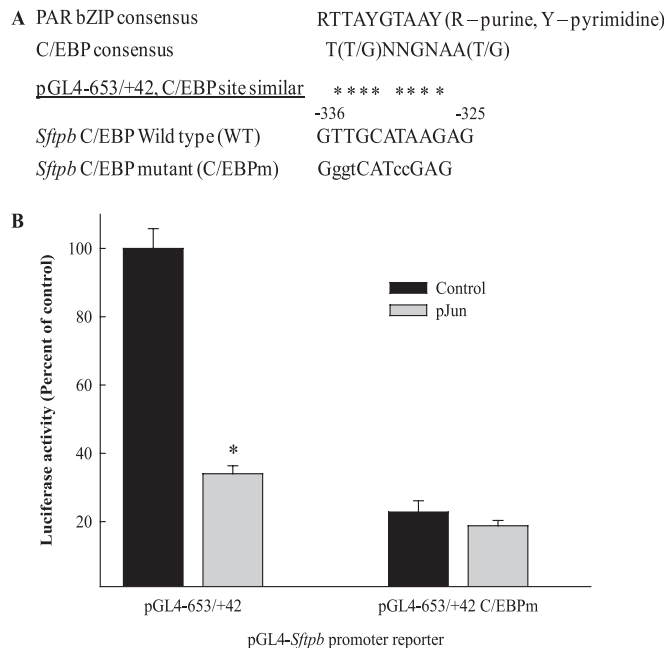 A PAR bZIP consensus RTTAYGTAAY (R–purine, Y–pyrimidine)
C/EBP consensus T(T/G)NNGNAA(T/G)
pGL4-653/+42, C/EBP site similar **** ****
-336 -325
Sftpb C/EBP Wild type (WT) GTTGCATAAGAG
Sftpb C/EBP mutant (C/EBPm) GggtCATccGAG
B
Luciferase activity (Percent of control)
100
80
60
40
20
Control
pJun
*
pGL4-653/+42 pGL4-653/+42 C/EBPm
pGL4-Sftpb promoter reporter